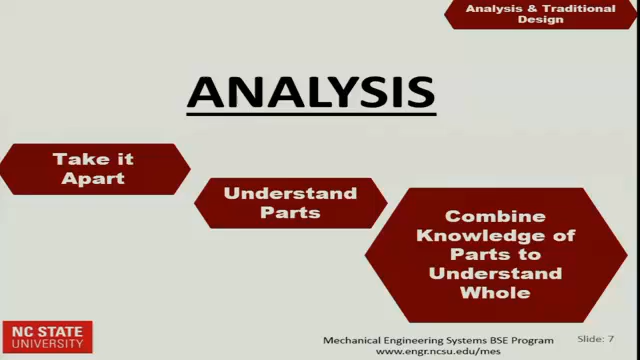 Analysis & Traditional
Design
ANALYSIS
Take it
Apart
Understand
Parts
Combine
Knowledge of
Parts to
Understand
Whole
NC STATE
UNIVERSITY
Mechanical Engineering Systems BSE Program
www.engr.ncsu.edu/mes
Slide: 7